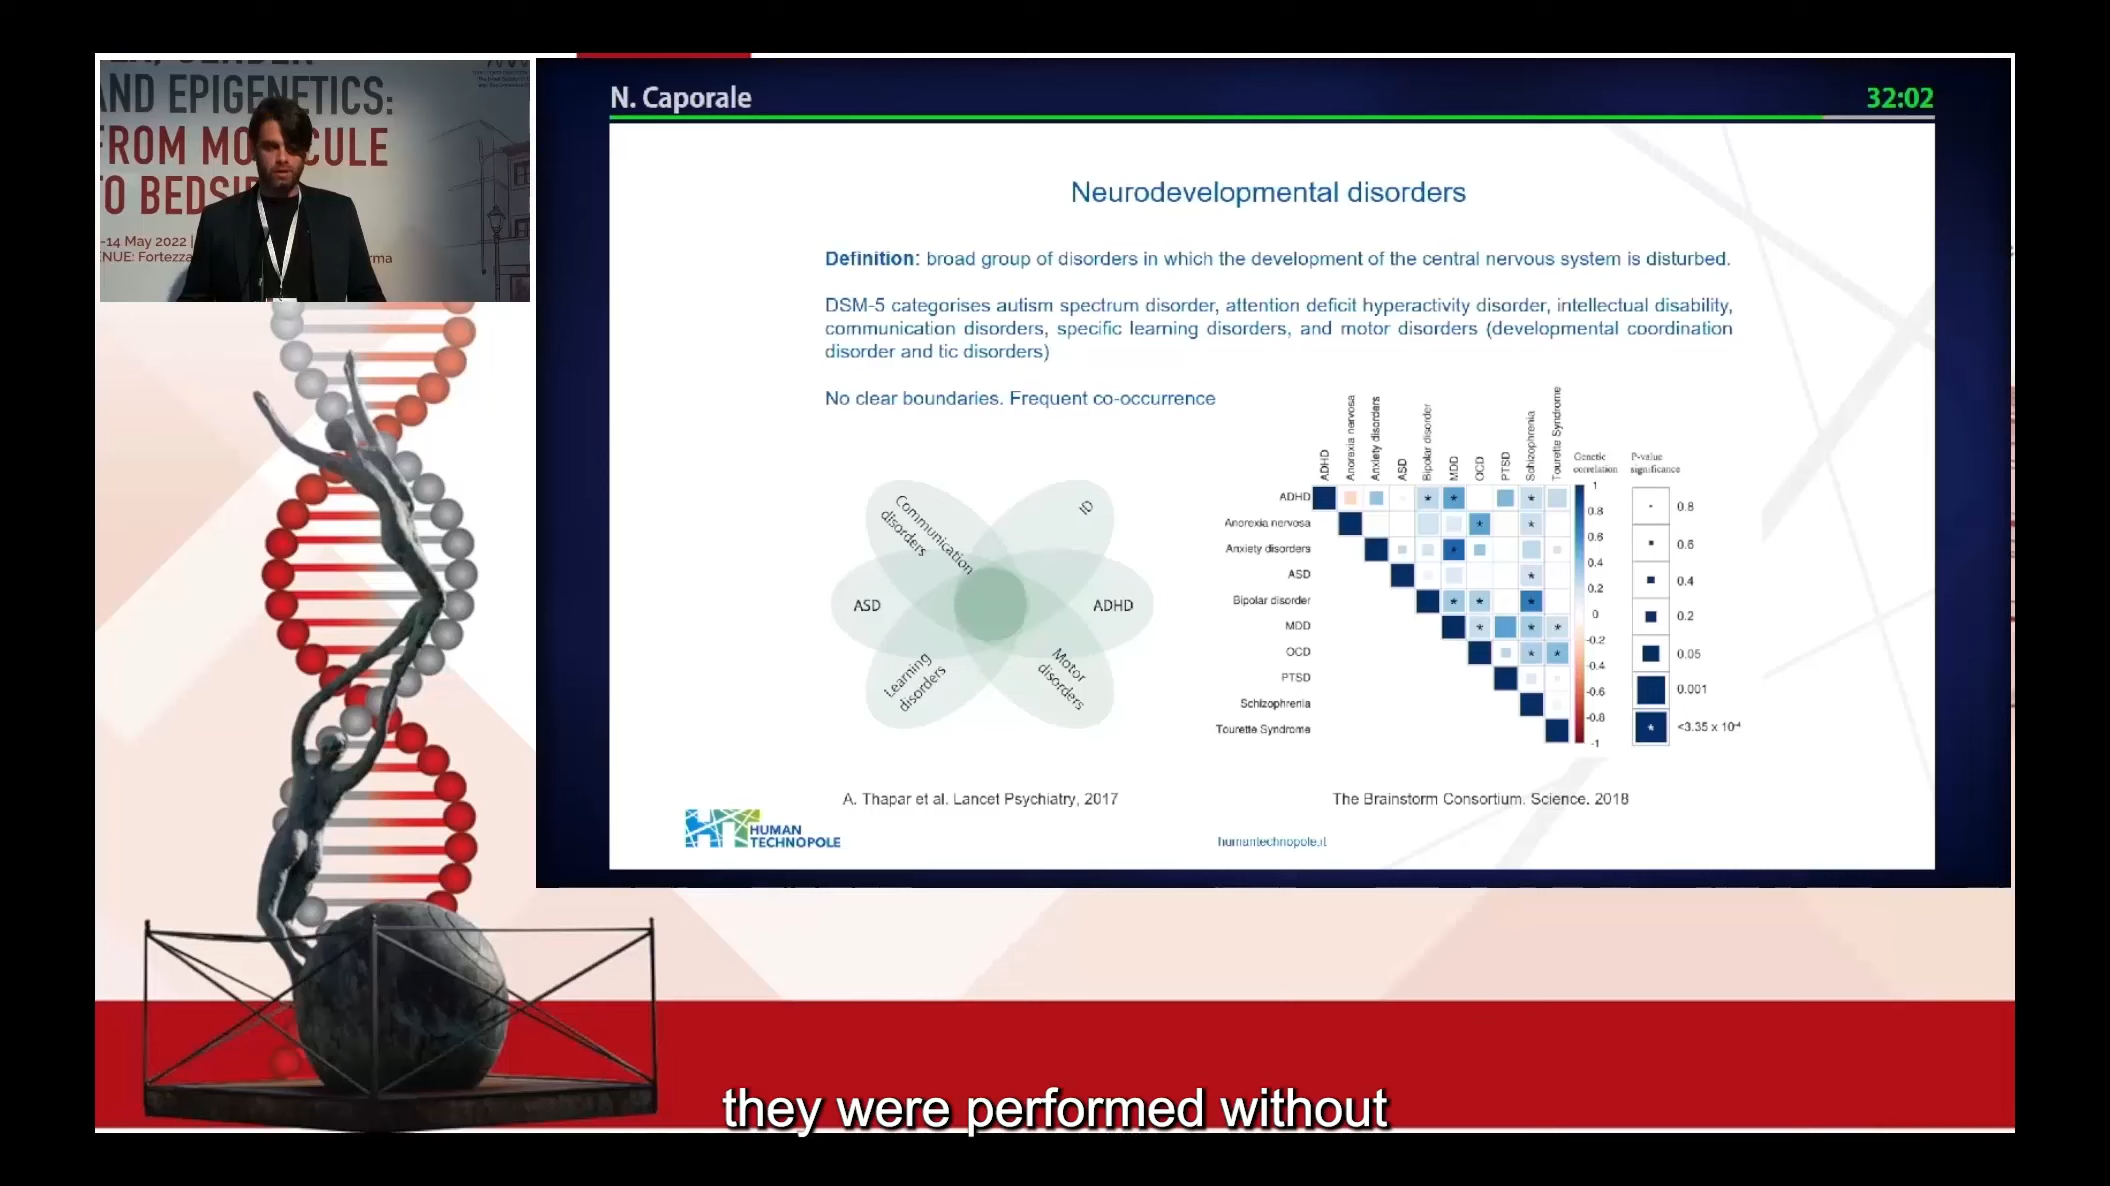 AND EPIGENETICS:
FROM MOLECULE
TO BEDSIDE
-14 May 2022 |
NUE: Fortezza
rma
N. Caporale
32:02
Neurodevelopmental disorders
Definition: broad group of disorders in which the development of the central nervous system is disturbed.
DSM-5 categorises autism spectrum disorder, attention deficit hyperactivity disorder, intellectual disability,
communication disorders, specific learning disorders, and motor disorders (developmental coordination
disorder and tic disorders)
No clear boundaries. Frequent co-occurrence
Communication
disorders
ID
ASD
ADHD
Learning
disorders
Motor
disorders
A. Thapar et al. Lancet Psychiatry, 2017
ADHD
Anorexia nervosa
Anxiety disorders
ASD
Bipolar disorder
MDD
OCD
PTSD
Schizophrenia
Tourette Syndrome
ADHD
Anorexia nervosa
Anxiety disorders
ASD
Bipolar disorder
MDD
OCD
PTSD
Schizophrenia
Tourette Syndrome
Genetic
correlation
1
0.8
0.6
0.4
0.2
0
-0.2
-0.4
-0.6
-0.8
-1
P-value
significance
0.8
0.6
0.4
0.2
0.05
0.001
<3.35 x 10⁻⁴
The Brainstorm Consortium. Science. 2018
HUMAN
TECHNOPOLE
humantechnopole.it
they were performed without